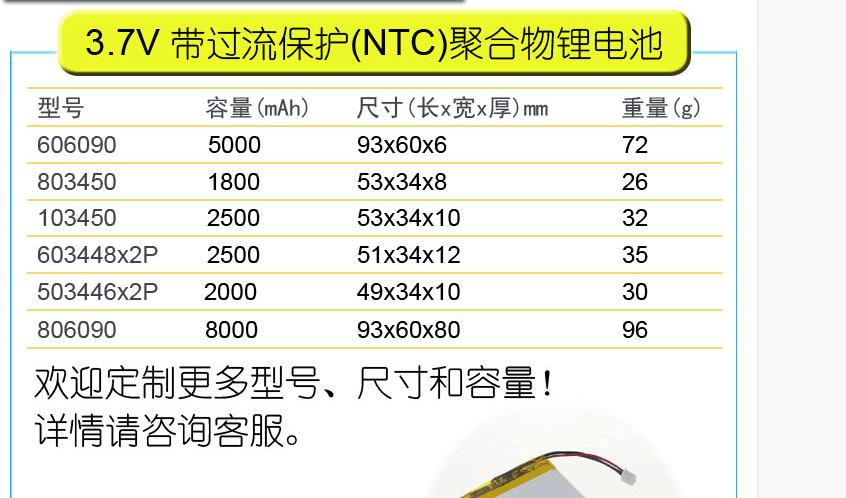 3.7V 带过流保护(NTC)聚合物锂电池
型号 容量(mAh) 尺寸(长x宽x厚)mm 重量(g)
606090 5000 93x60x6 72
803450 1800 53x34x8 26
103450 2500 53x34x10 32
603448x2P 2500 51x34x12 35
503446x2P 2000 49x34x10 30
806090 8000 93x60x80 96
欢迎定制更多型号、尺寸和容量!
详情请咨询客服。